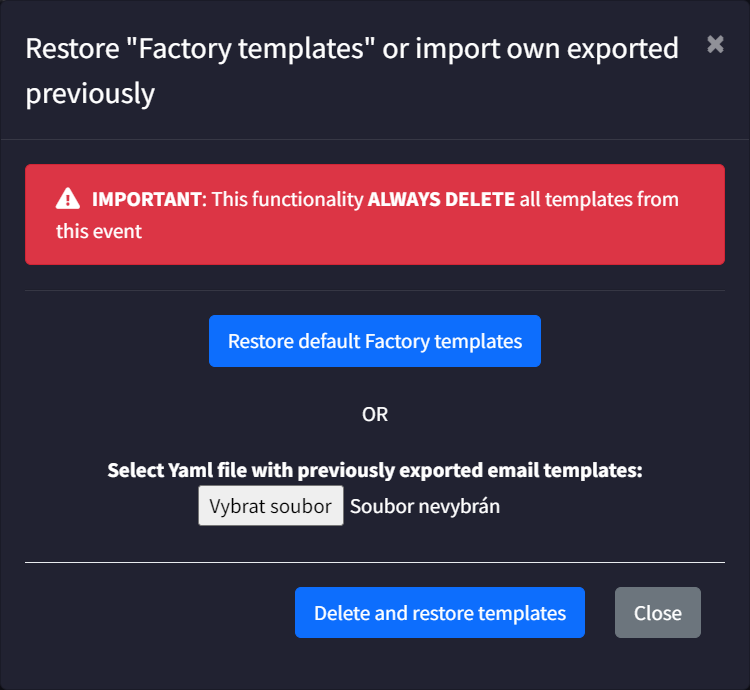 Restore "Factory templates" or import own exported
previously
×
IMPORTANT: This functionality ALWAYS DELETE all templates from
this event
Restore default Factory templates
OR
Select Yaml file with previously exported email templates:
Vybrat soubor Soubor nevybrán
Delete and restore templates
Close